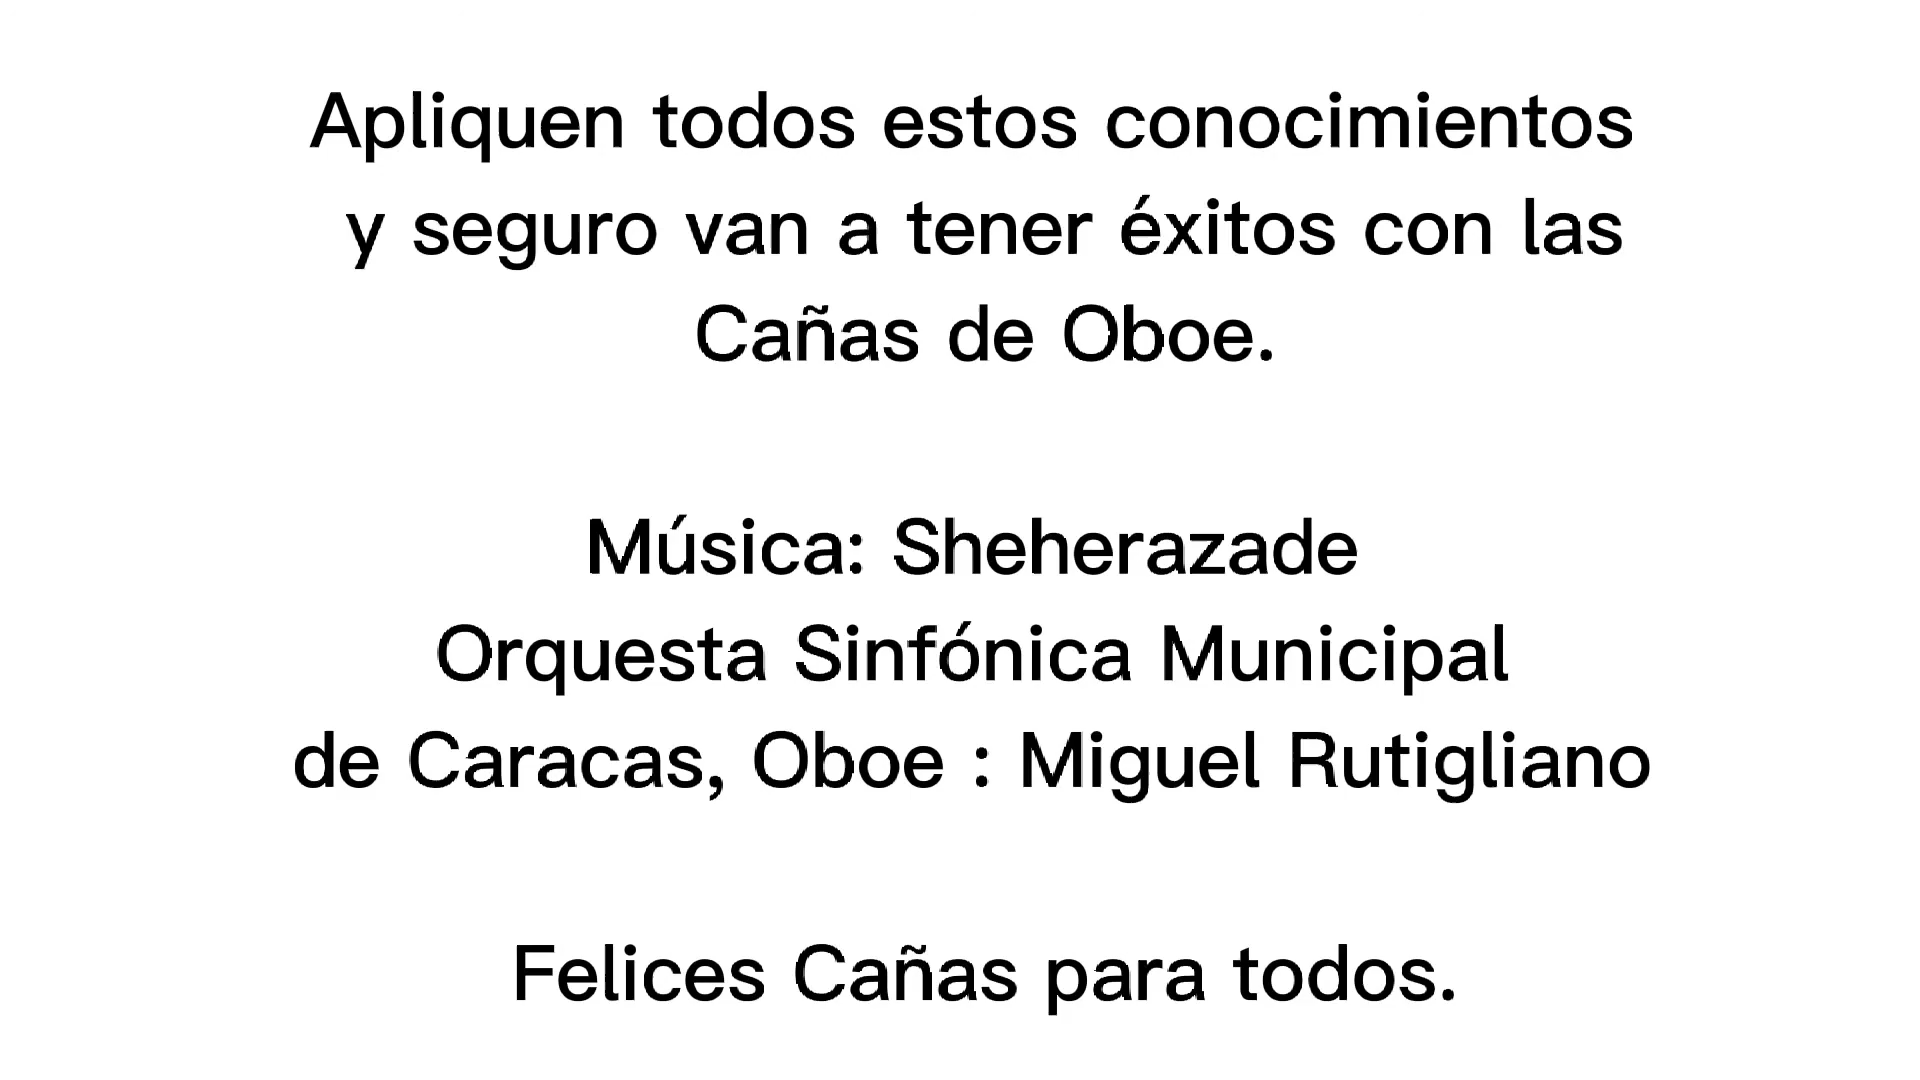 Apliquen todos estos conocimientos
y seguro van a tener éxitos con las
Cañas de Oboe.
Música: Sheherazade
Orquesta Sinfónica Municipal
de Caracas, Oboe : Miguel Rutigliano
Felices Cañas para todos.